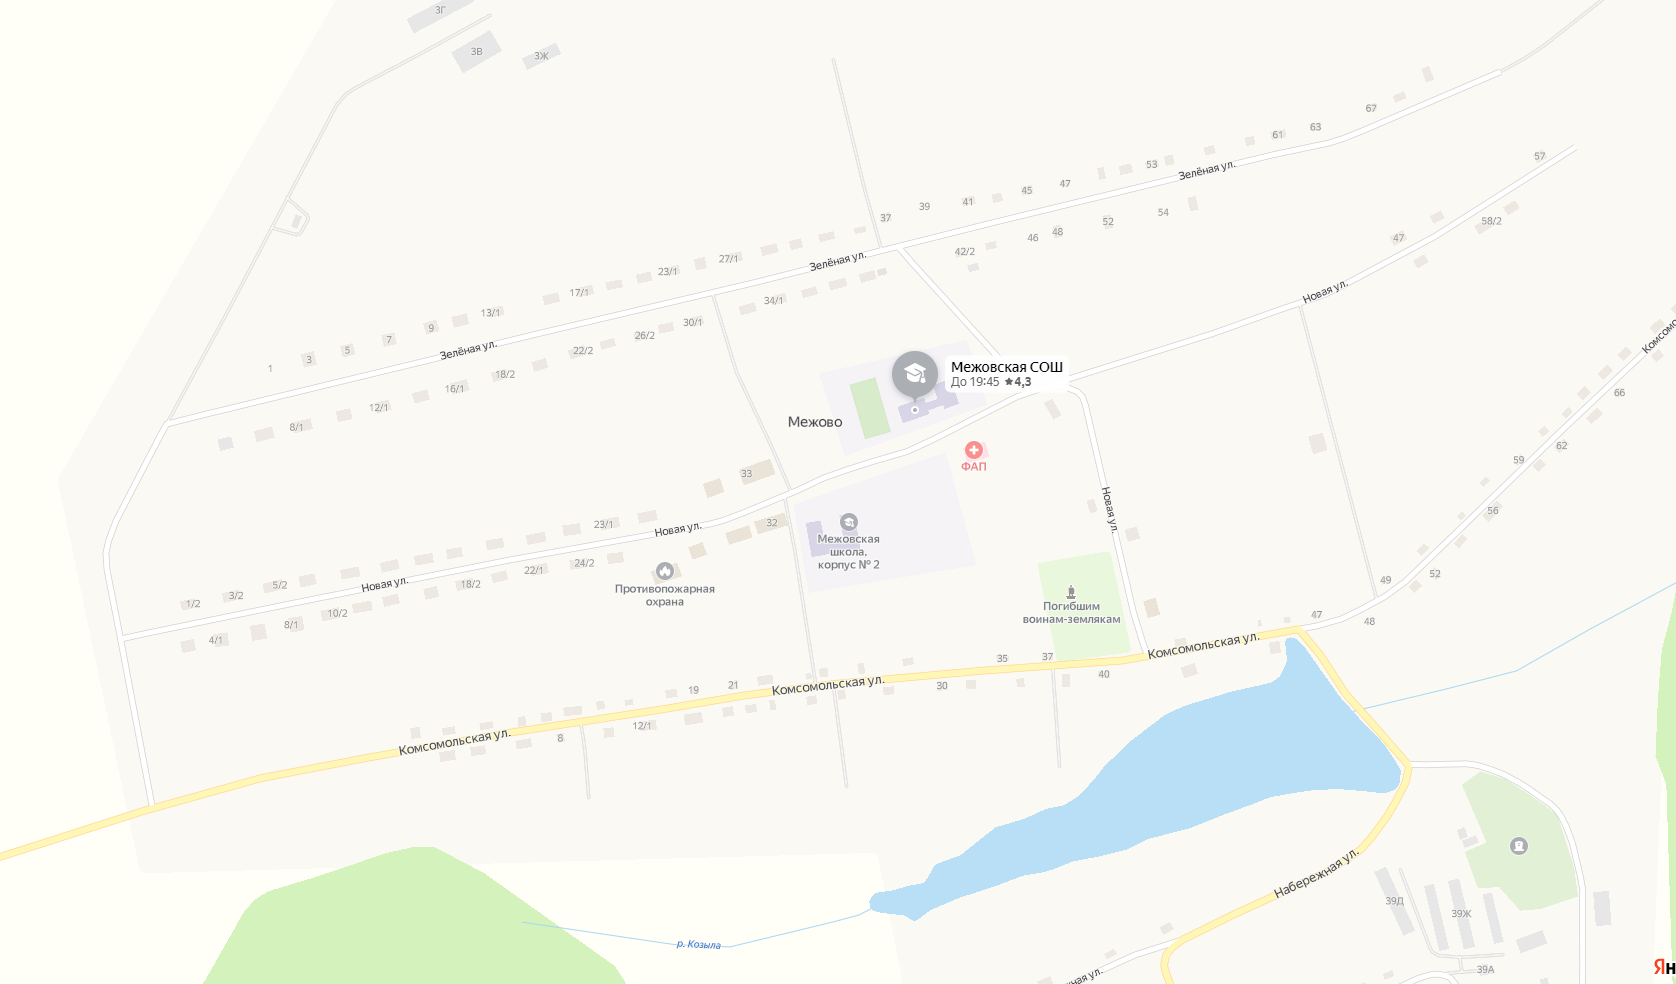 3Г
3В
3Ж
67
63
61
53
57
Зелёная ул.
47
45
41
39
37
54
52
48
46
42/2
58/2
47
Зелёная ул.
27/1
23/1
17/1
13/1
9
7
5
3
1
Новая ул.
34/1
30/1
26/2
22/2
18/2
16/1
12/1
8/1
Зелёная ул.
Комсомо
Межовская СОШ
До 19:45 ★4,3
Межово
66
62
59
56
52
49
48
47
ФАП
33
32
Новая ул.
23/1
Новая ул.
Межовская
школа,
корпус № 2
Противопожарная
охрана
24/2
22/1
18/2
Новая ул.
5/2
3/2
1/2
10/2
8/1
4/1
Погибшим
воинам-землякам
Комсомольская ул.
35
37
40
30
21
19
Комсомольская ул.
12/1
8
Комсомольская ул.
Набережная ул.
39Д
39Ж
39А
р. Козыла
жная ул.
Ян